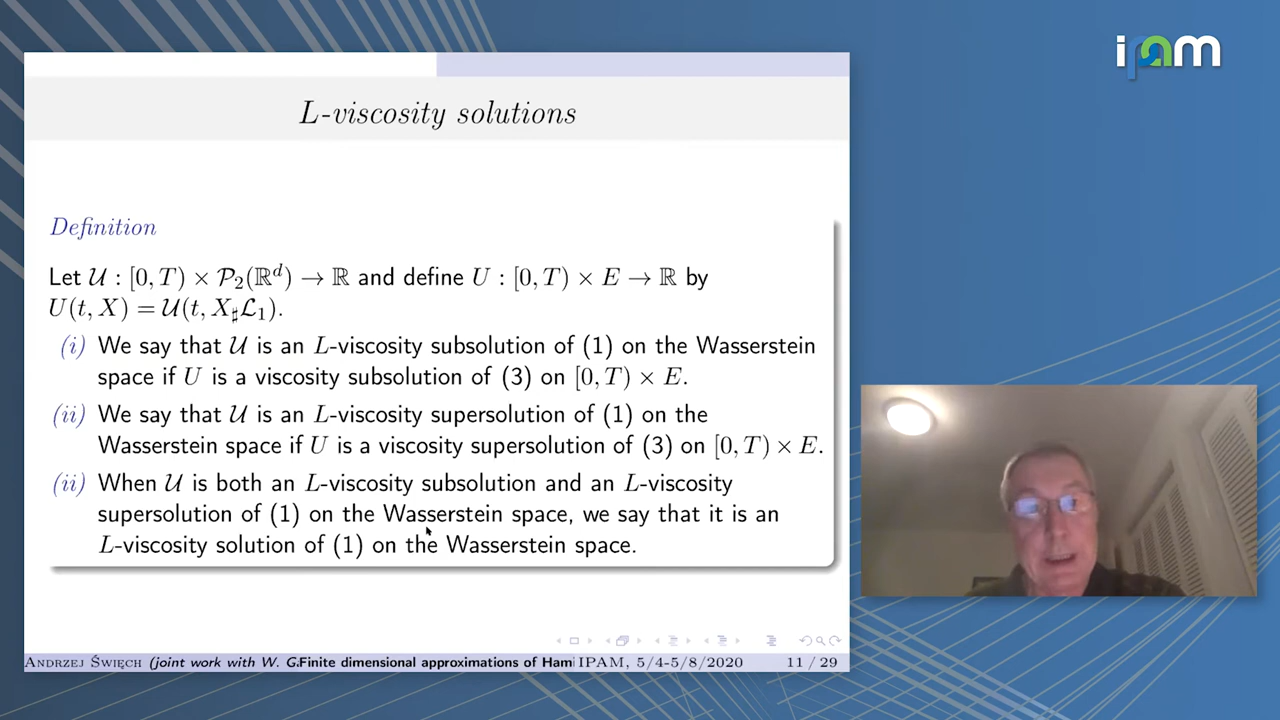 ipam
L-viscosity solutions
Definition
Let 𝒰 : [0, T) × 𝒫₂(ℝᵈ) → ℝ and define U : [0, T) × E → ℝ by
U(t, X) = 𝒰(t, X♯ℒ₁).
(i) We say that 𝒰 is an L-viscosity subsolution of (1) on the Wasserstein
space if U is a viscosity subsolution of (3) on [0, T) × E.
(ii) We say that 𝒰 is an L-viscosity supersolution of (1) on the
Wasserstein space if U is a viscosity supersolution of (3) on [0, T) × E.
(ii) When 𝒰 is both an L-viscosity subsolution and an L-viscosity
supersolution of (1) on the Wasserstein space, we say that it is an
L-viscosity solution of (1) on the Wasserstein space.
Andrzej Święch (joint work with W. G.Finite dimensional approximations of Ham IPAM, 5/4-5/8/2020 11 / 29